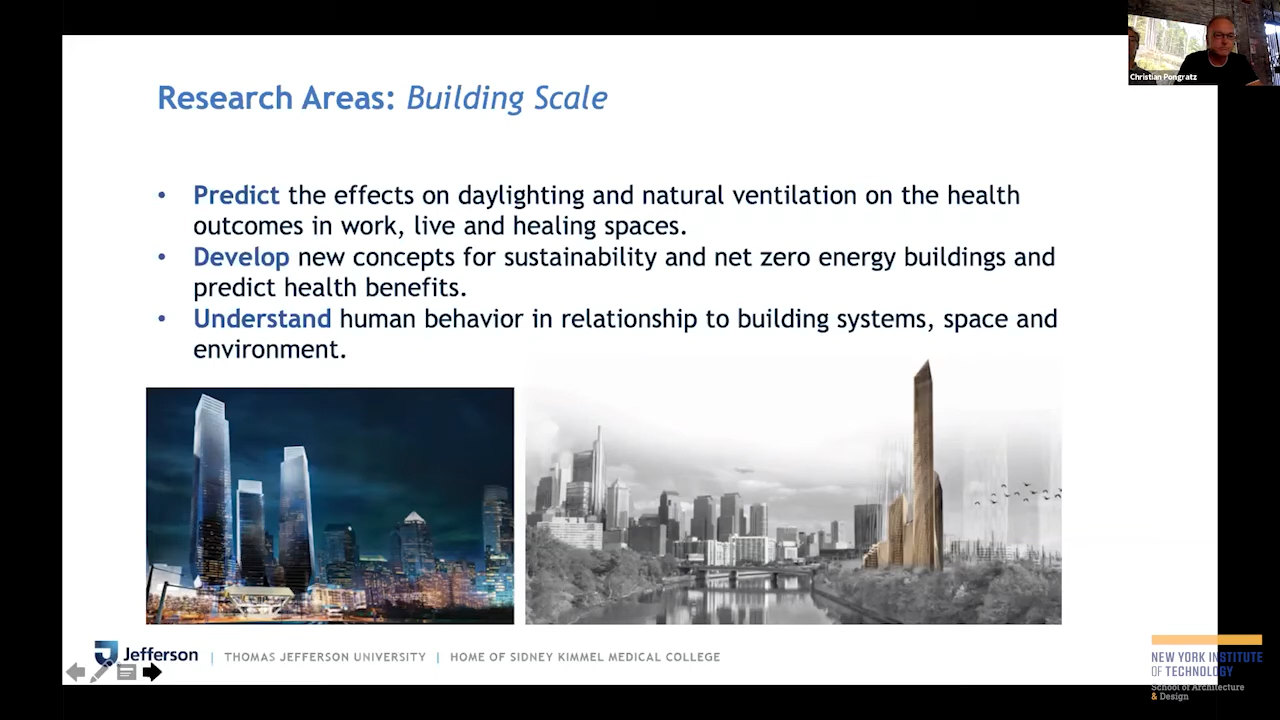 Christian Pongratz
Research Areas: Building Scale
• Predict the effects on daylighting and natural ventilation on the health
outcomes in work, live and healing spaces.
• Develop new concepts for sustainability and net zero energy buildings and
predict health benefits.
• Understand human behavior in relationship to building systems, space and
environment.
Jefferson | THOMAS JEFFERSON UNIVERSITY | HOME OF SIDNEY KIMMEL MEDICAL COLLEGE
NEW YORK INSTITUTE
OF TECHNOLOGY
School of Architecture
& Design